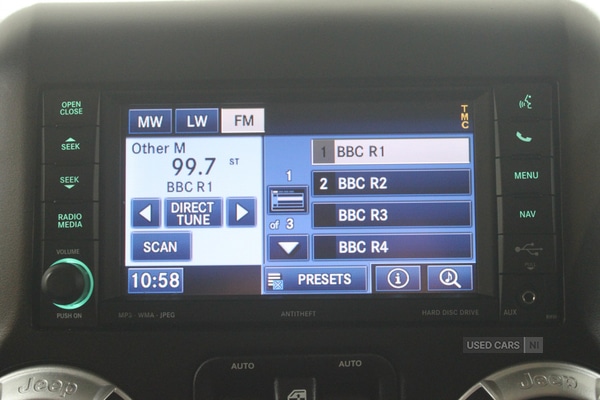 OPEN
CLOSE
SEEK
SEEK
RADIO
MEDIA
VOLUME
PUSH ON
MW LW FM
TMC
Other M
99.7 ST
BBC R1
DIRECT
TUNE
SCAN
10:58
1
of 3
1 BBC R1
2 BBC R2
BBC R3
BBC R4
PRESETS
MENU
NAV
MP3 - WMA - JPEG
ANTITHEFT
HARD DISC DRIVE
AUX
USED CARS NI
AUTO
AUTO
Jeep
Jeep